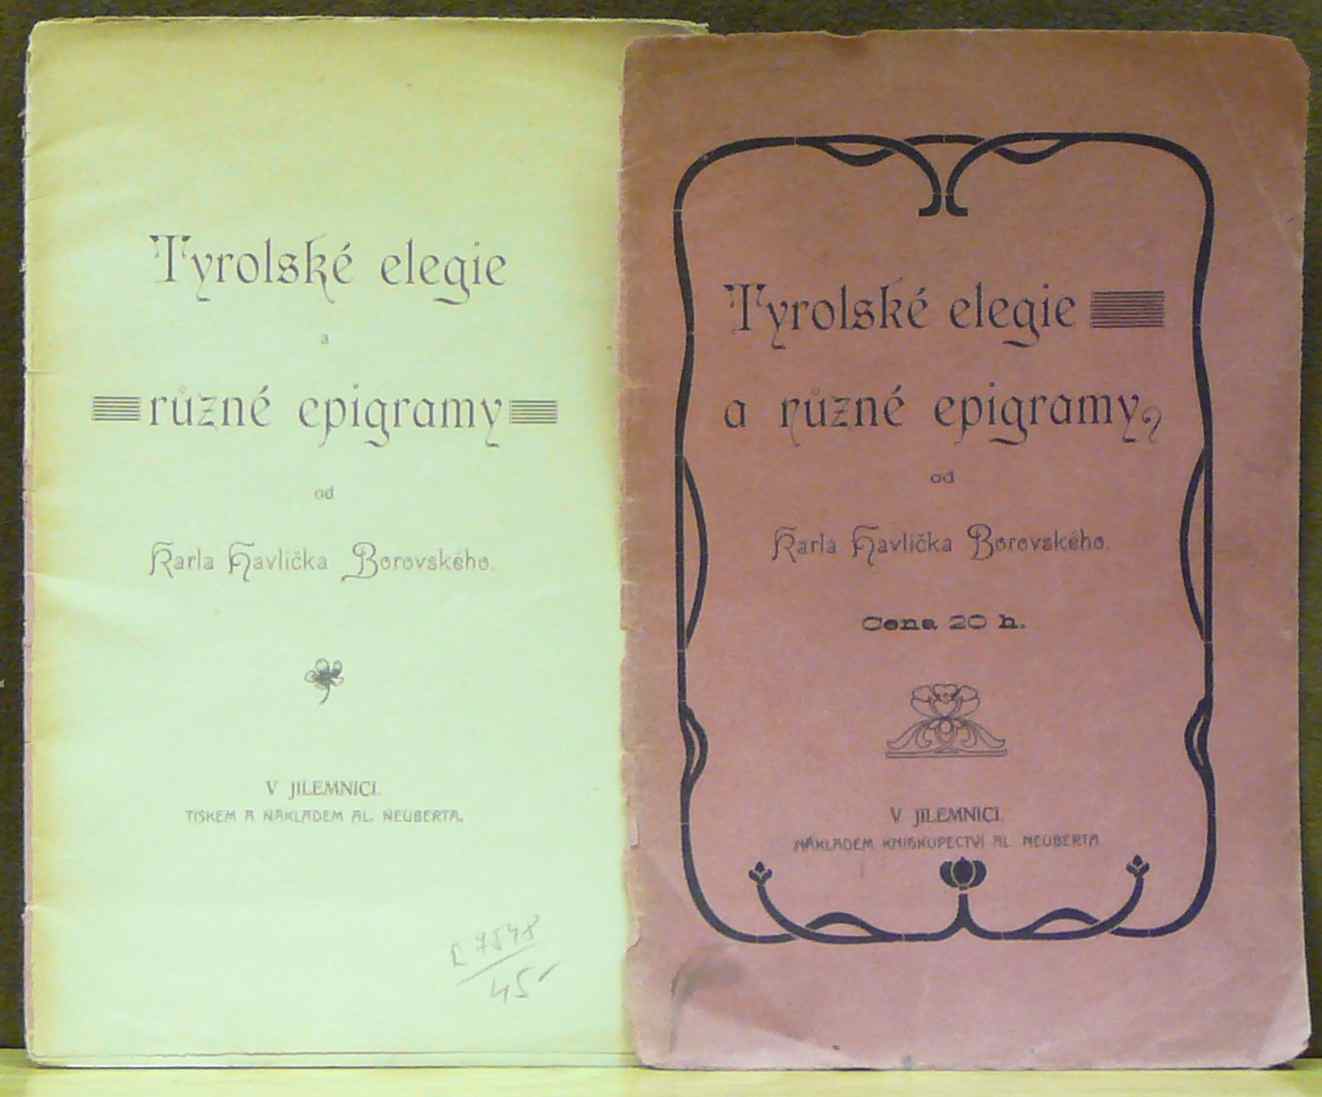 Tyrolské elegie
a
různé epigramy
od
Karla Havlíčka Borovského.
V JILEMNICI.
TISKEM A NÁKLADEM AL. NEUBERTA.
45
Tyrolské elegie
a různé epigramy
od
Karla Havlíčka Borovského.
Cena 20 h.
V JILEMNICI.
NÁKLADEM KNIHKUPECTVÍ AL. NEUBERTA